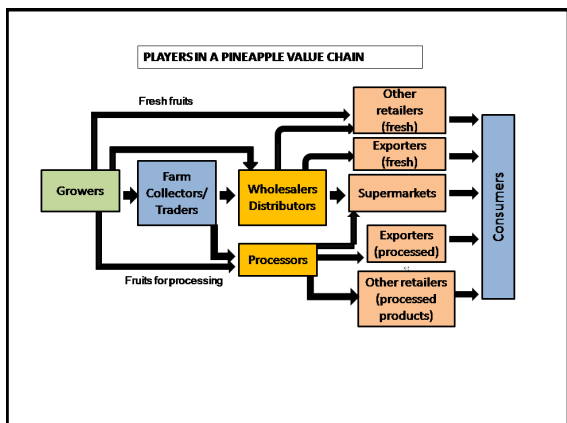 PLAYERS IN A PINEAPPLE VALUE CHAIN
Fresh fruits
Other
retailers
(fresh)
Exporters
(fresh)
Growers
Farm
Collectors/
Traders
Wholesalers
Distributors
Supermarkets
Consumers
Processors
Exporters
(processed)
Fruits for processing
Other retailers
(processed
products)